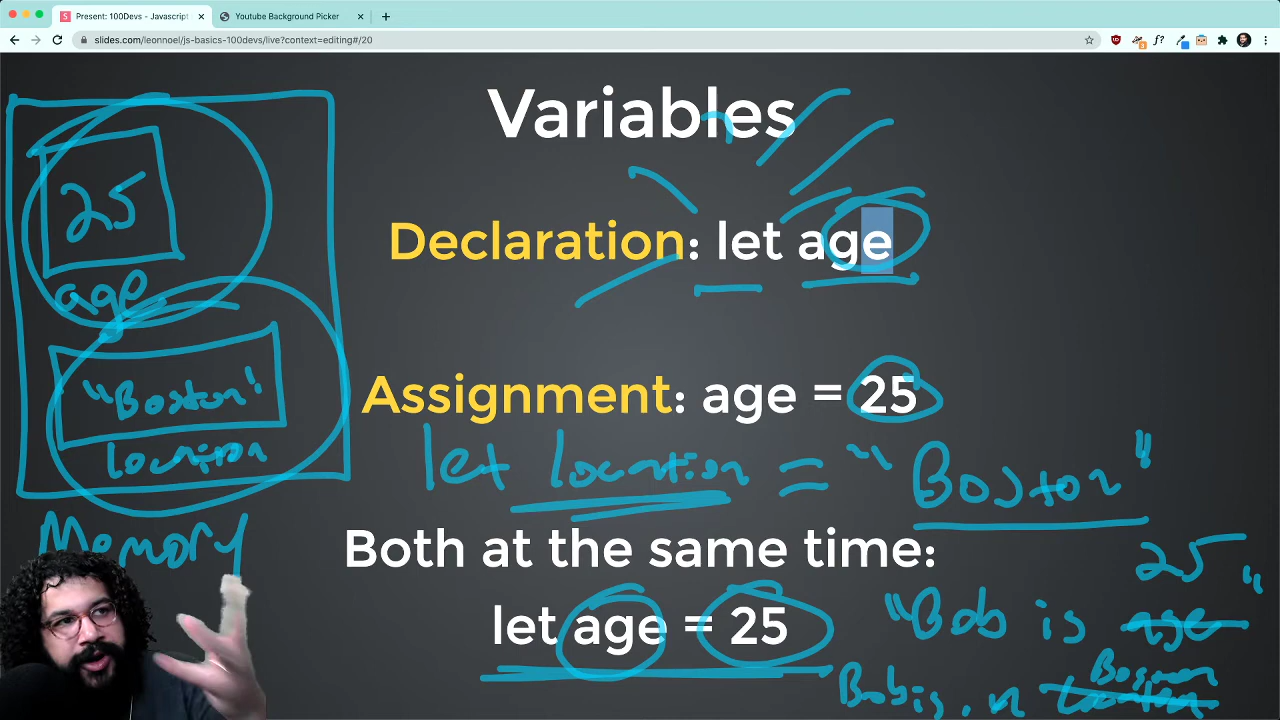 Present: 100Devs - Javascript
Youtube Background Picker
slides.com/leonnoel/js-basics-100devs/live?context=editing#/20
Variables
25
age
Declaration: let age
"Boston"
location
Assignment: age = 25
let location = "Boston"
Memory
Both at the same time:
let age = 25
25
"Bob is age"
Boston
Bob is in location